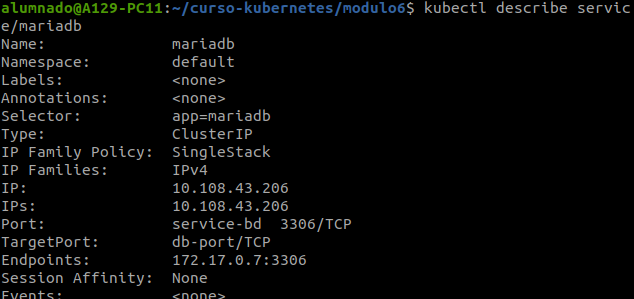 alumnado@A129-PC11:~/curso-kubernetes/modulo6$ kubectl describe servic
e/mariadb
Name:              mariadb
Namespace:         default
Labels:            <none>
Annotations:       <none>
Selector:          app=mariadb
Type:              ClusterIP
IP Family Policy:  SingleStack
IP Families:       IPv4
IP:                10.108.43.206
IPs:               10.108.43.206
Port:              service-bd  3306/TCP
TargetPort:        db-port/TCP
Endpoints:         172.17.0.7:3306
Session Affinity:  None
Events:            <none>